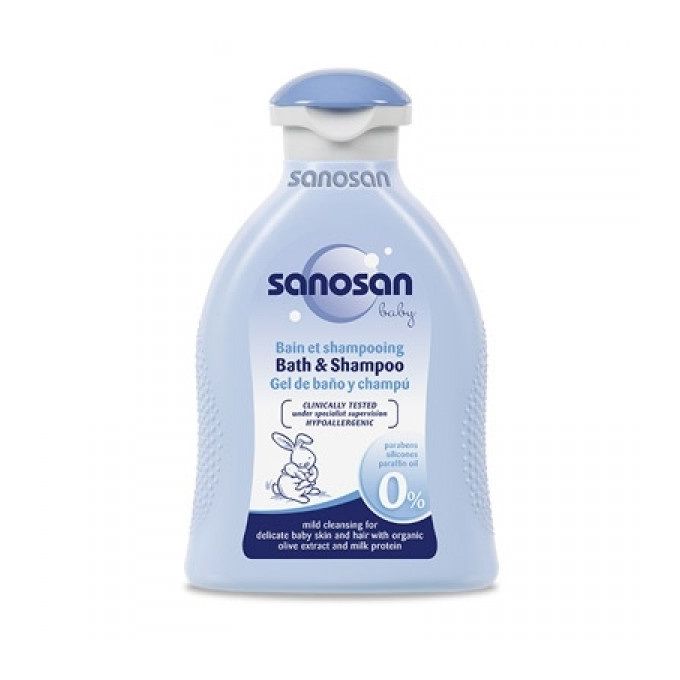 sanosan
sanosan
baby
Bain et shampooing
Bath & Shampoo
Gel de baño y champú
CLINICALLY TESTED
under specialist supervision
HYPOALLERGENIC
parabens
silicones
paraffin oil
0%
mild cleansing for
delicate baby skin and hair with organic
olive extract and milk protein